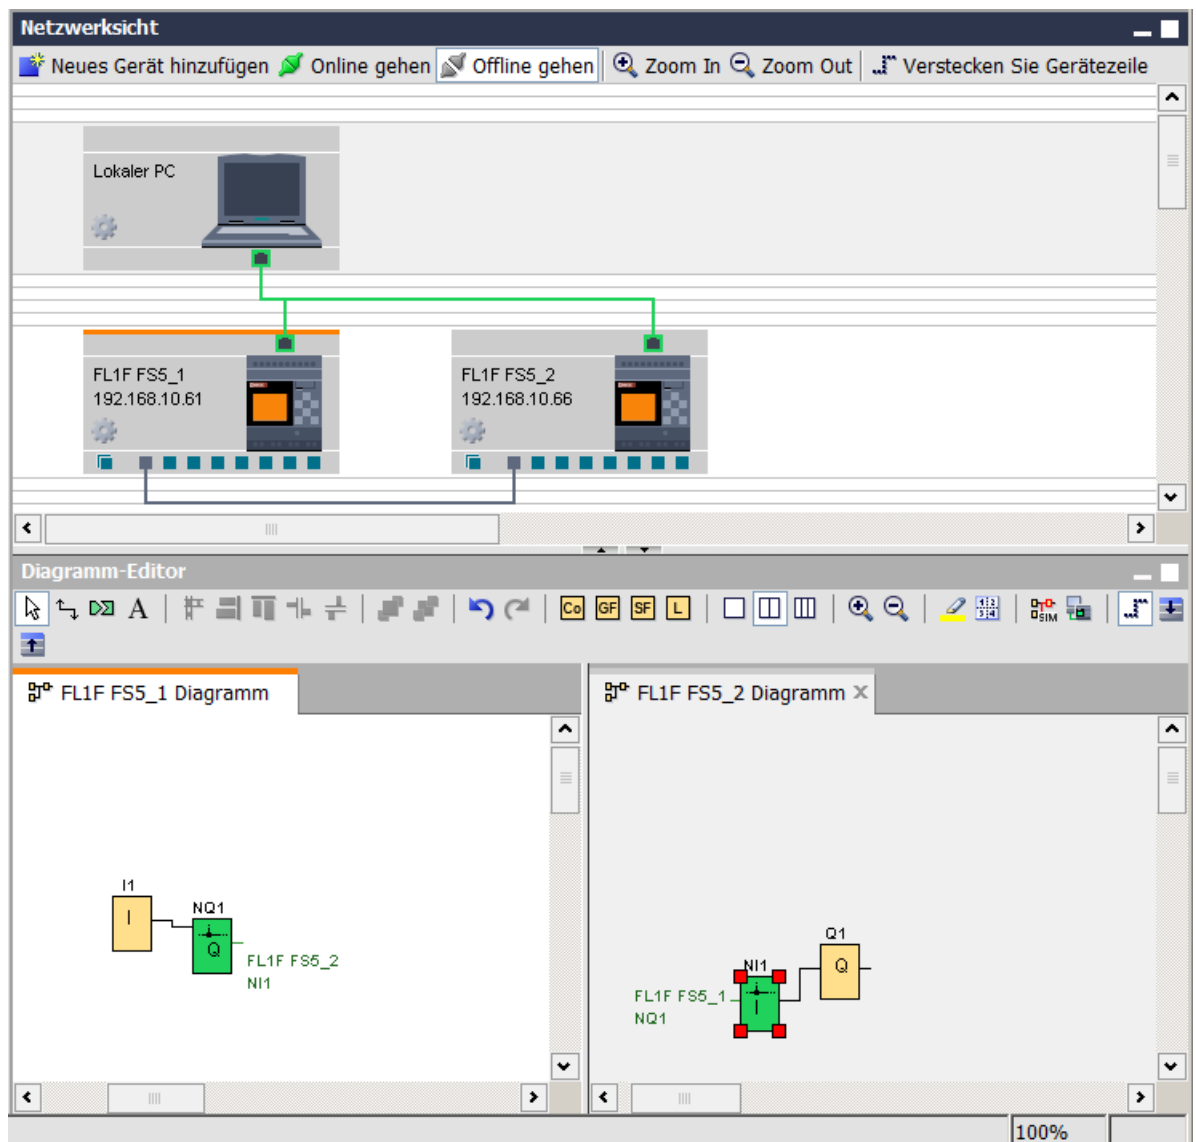 Netzwerksicht
Neues Gerät hinzufügen Online gehen Offline gehen Zoom In Zoom Out Verstecken Sie Gerätezeile
Lokaler PC
FL1F FS5_1
192.168.10.61
FL1F FS5_2
192.168.10.66
Diagramm-Editor
A Co GF SF L SIM
FL1F FS5_1 Diagramm
FL1F FS5_2 Diagramm
I1
I
NQ1
Q
FL1F FS5_2
NI1
Q1
Q
NI1
I
FL1F FS5_1
NQ1
100%